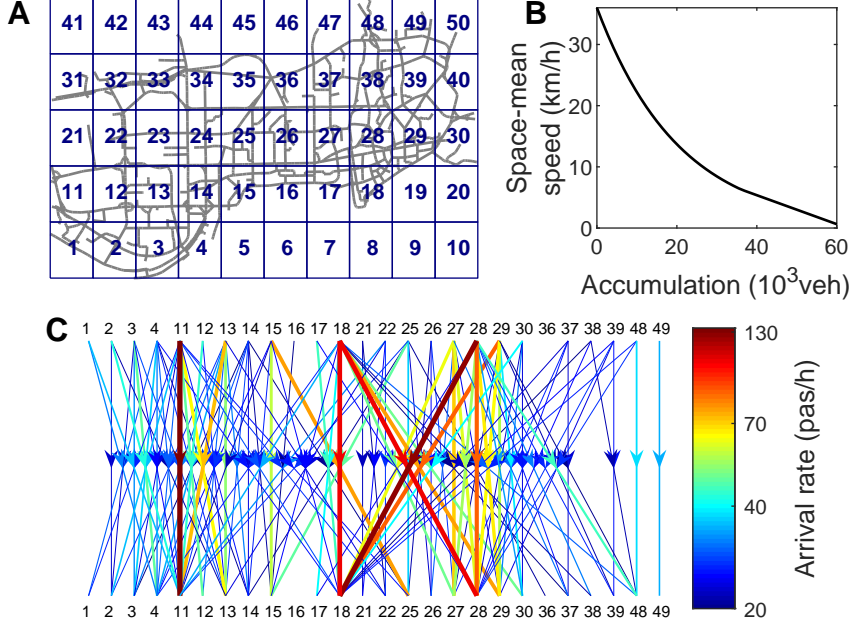 A
41 42 43 44 45 46 47 48 49 50
31 32 33 34 35 36 37 38 39 40
21 22 23 24 25 26 27 28 29 30
11 12 13 14 15 16 17 18 19 20
1 2 3 4 5 6 7 8 9 10
B
Space-mean
speed (km/h)
30
20
10
0
0 20 40 60
Accumulation (10³veh)
C
1 2 3 4 11 12 13 14 15 16 17 18 21 22 25 26 27 28 29 30 36 37 38 39 48 49
1 2 3 4 11 12 13 14 15 16 17 18 21 22 25 26 27 28 29 30 36 37 38 39 48 49
130
70
40
20
Arrival rate (pas/h)